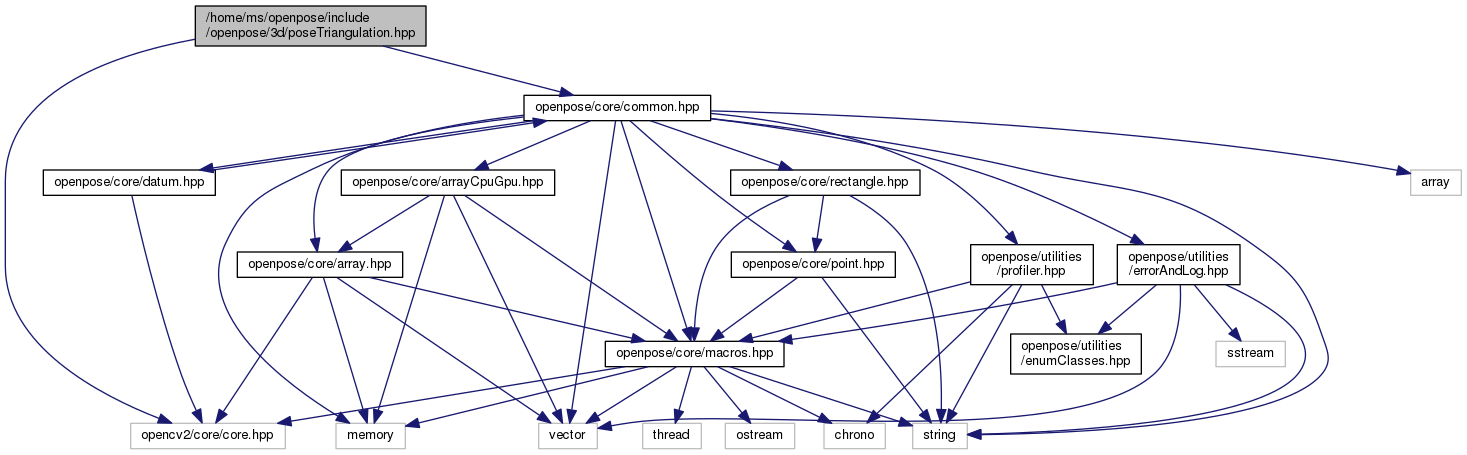 /home/ms/openpose/include
/openpose/3d/poseTriangulation.hpp
openpose/core/common.hpp
openpose/core/datum.hpp
openpose/core/arrayCpuGpu.hpp
openpose/core/rectangle.hpp
array
openpose/core/array.hpp
openpose/core/point.hpp
openpose/utilities
/profiler.hpp
openpose/utilities
/errorAndLog.hpp
openpose/core/macros.hpp
openpose/utilities
/enumClasses.hpp
sstream
opencv2/core/core.hpp
memory
vector
thread
ostream
chrono
string